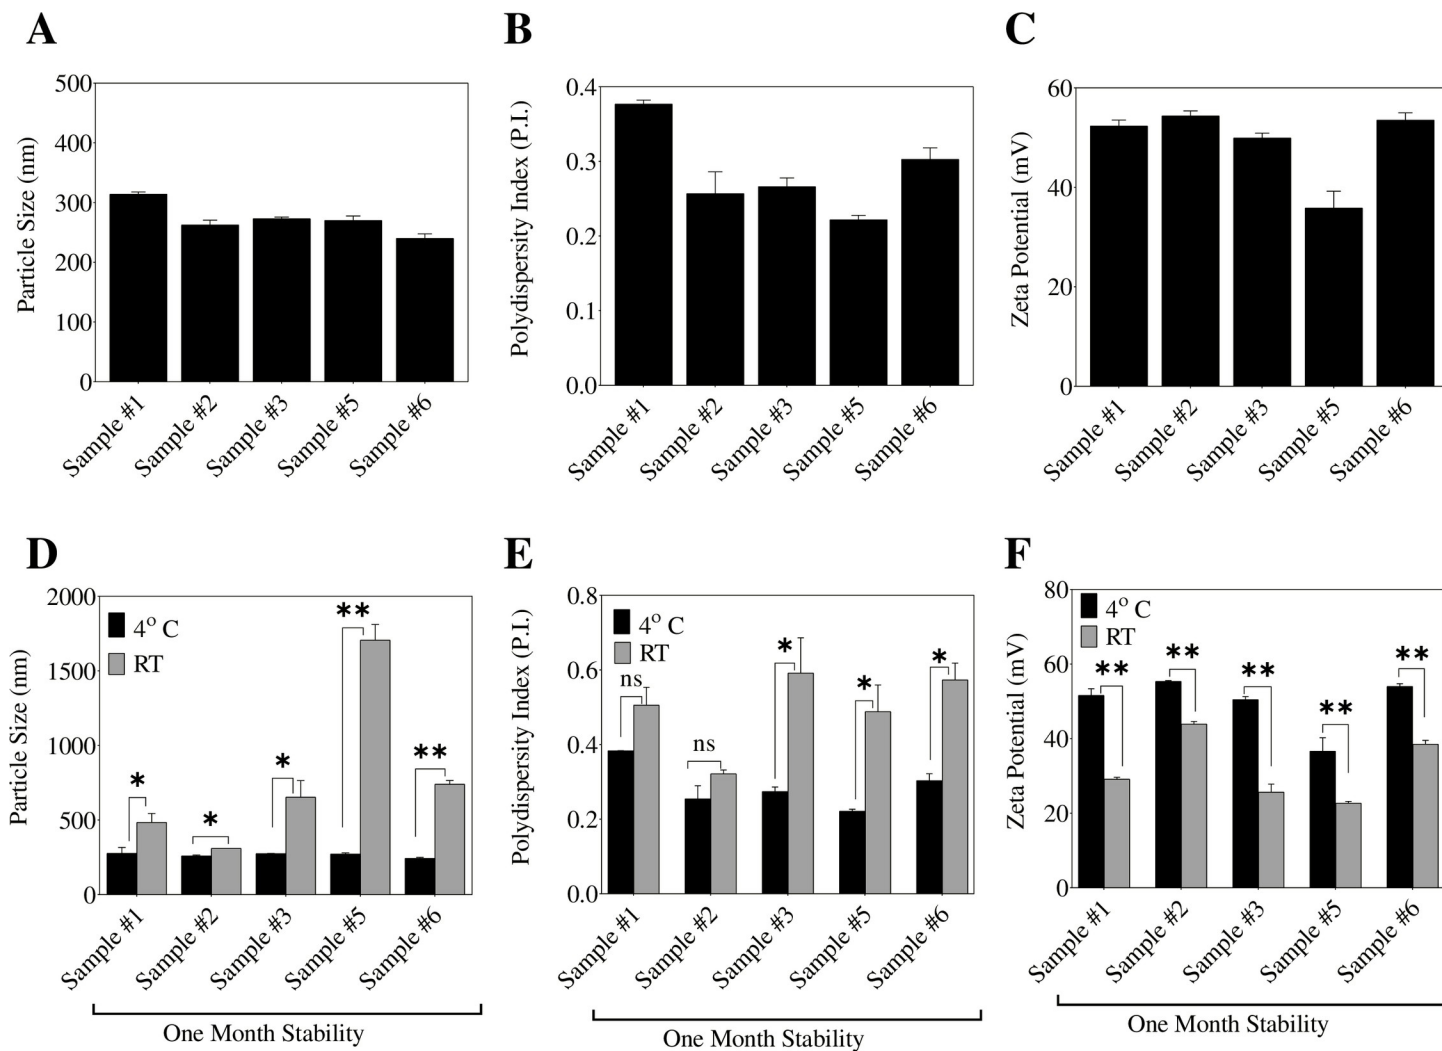 A
Particle Size (nm)
500
400
300
200
100
0
Sample #1
Sample #2
Sample #3
Sample #5
Sample #6
B
Polydispersity Index (P.I.)
0.4
0.3
0.2
0.1
0.0
Sample #1
Sample #2
Sample #3
Sample #5
Sample #6
C
Zeta Potential (mV)
60
40
20
0
Sample #1
Sample #2
Sample #3
Sample #5
Sample #6
D
Particle Size (nm)
2000
1500
1000
500
0
4° C
RT
*
*
*
**
**
Sample #1
Sample #2
Sample #3
Sample #5
Sample #6
One Month Stability
E
Polydispersity Index (P.I.)
0.8
0.6
0.4
0.2
0.0
4° C
RT
ns
ns
*
*
*
Sample #1
Sample #2
Sample #3
Sample #5
Sample #6
One Month Stability
F
Zeta Potential (mV)
80
60
40
20
0
4° C
RT
**
**
**
**
**
Sample #1
Sample #2
Sample #3
Sample #5
Sample #6
One Month Stability